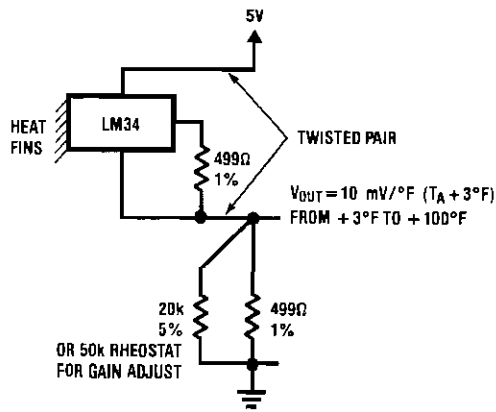 5V
HEAT
FINS
LM34
TWISTED PAIR
499Ω
1%
VOUT = 10 mV/°F (TA + 3°F)
FROM + 3°F TO + 100°F
20k
5%
499Ω
1%
OR 50k RHEOSTAT
FOR GAIN ADJUST